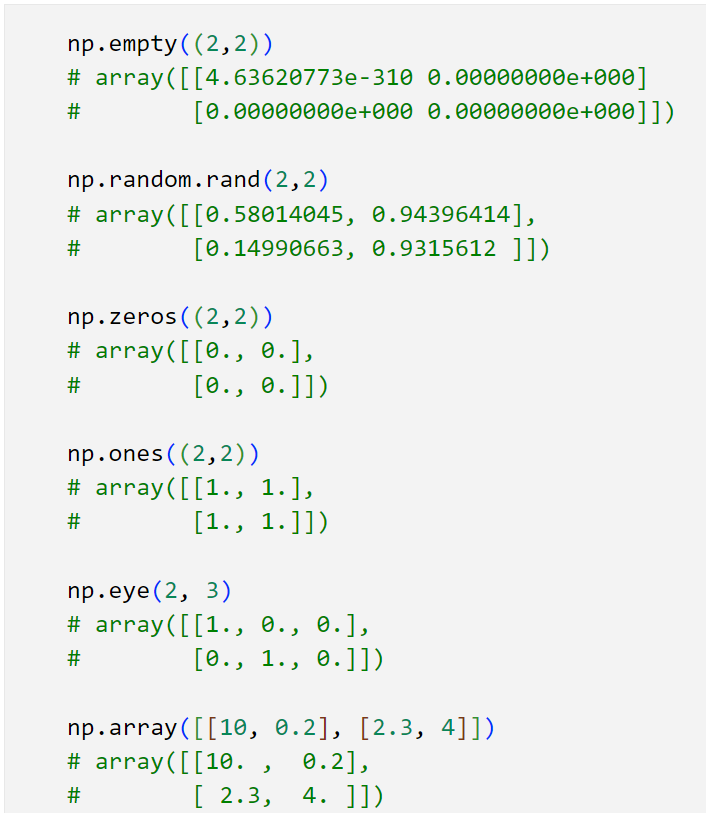 np.empty((2,2))
# array([[4.63620773e-310 0.00000000e+000]
#        [0.00000000e+000 0.00000000e+000]])
np.random.rand(2,2)
# array([[0.58014045, 0.94396414],
#        [0.14990663, 0.9315612 ]])
np.zeros((2,2))
# array([[0., 0.],
#        [0., 0.]])
np.ones((2,2))
# array([[1., 1.],
#        [1., 1.]])
np.eye(2, 3)
# array([[1., 0., 0.],
#        [0., 1., 0.]])
np.array([[10, 0.2], [2.3, 4]])
# array([[10. ,  0.2],
#        [ 2.3,  4. ]])